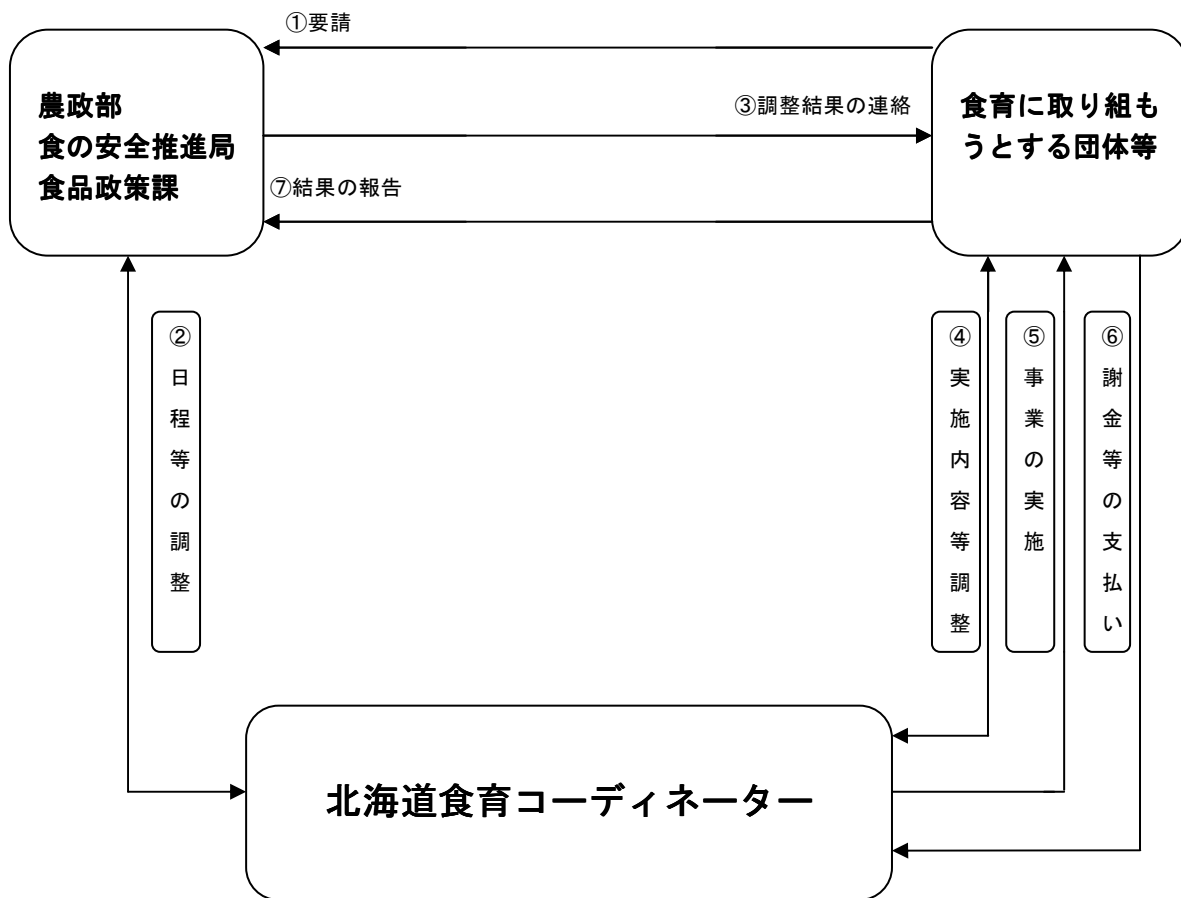 ①要請
農政部
食の安全推進局
食品政策課
③調整結果の連絡
食育に取り組も
うとする団体等
⑦結果の報告
②日程等の調整
④実施内容等調整
⑤事業の実施
⑥謝金等の支払い
北海道食育コーディネーター